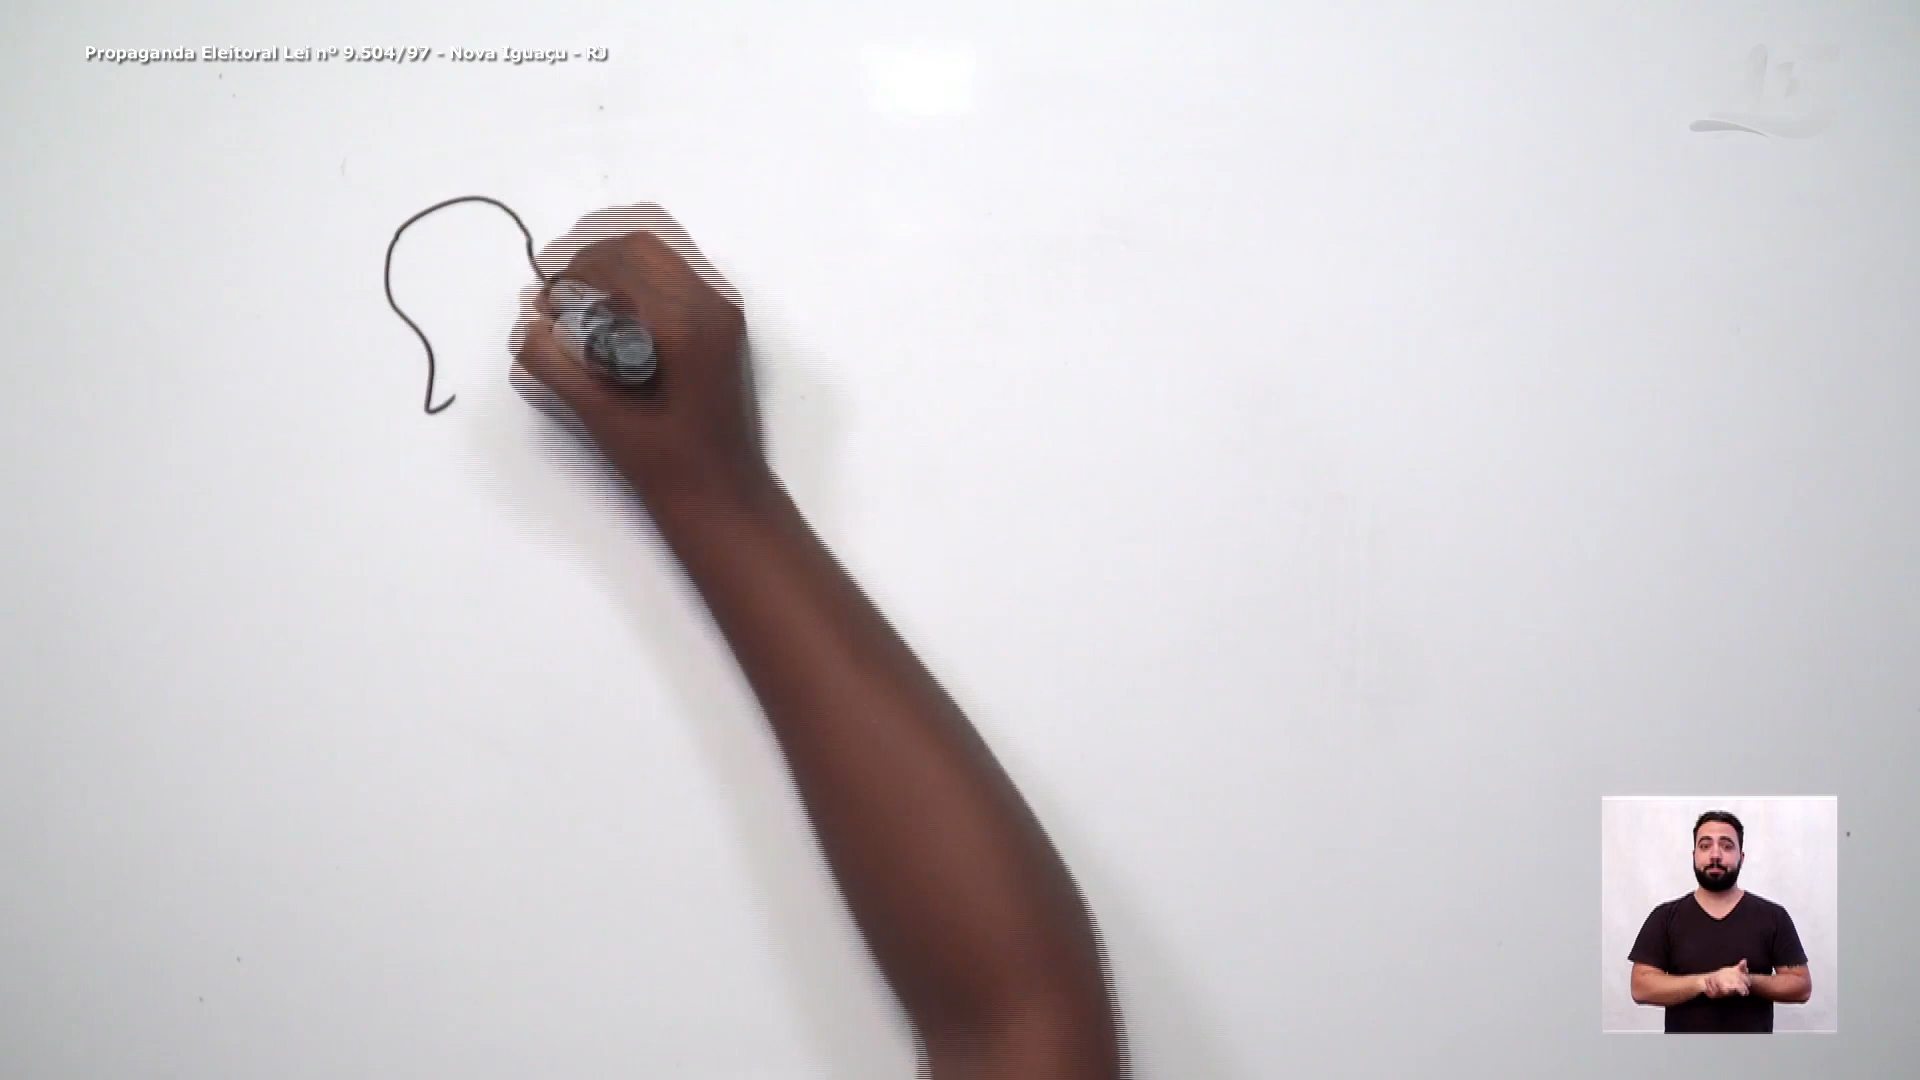 Propaganda Eleitoral Lei nº 9.504/97 - Nova Iguaçu - RJ